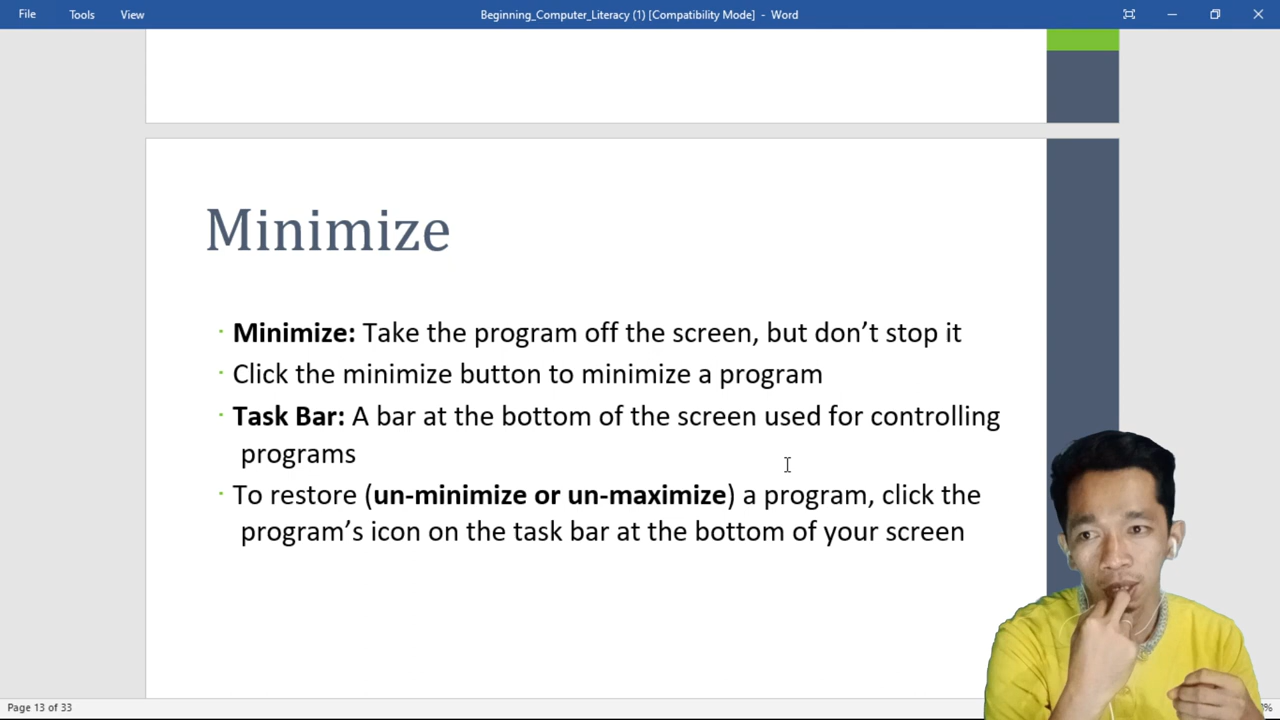 File Tools View Beginning_Computer_Literacy (1) [Compatibility Mode] - Word
Minimize
· Minimize: Take the program off the screen, but don’t stop it
· Click the minimize button to minimize a program
· Task Bar: A bar at the bottom of the screen used for controlling
programs
· To restore (un-minimize or un-maximize) a program, click the
program’s icon on the task bar at the bottom of your screen
Page 13 of 33